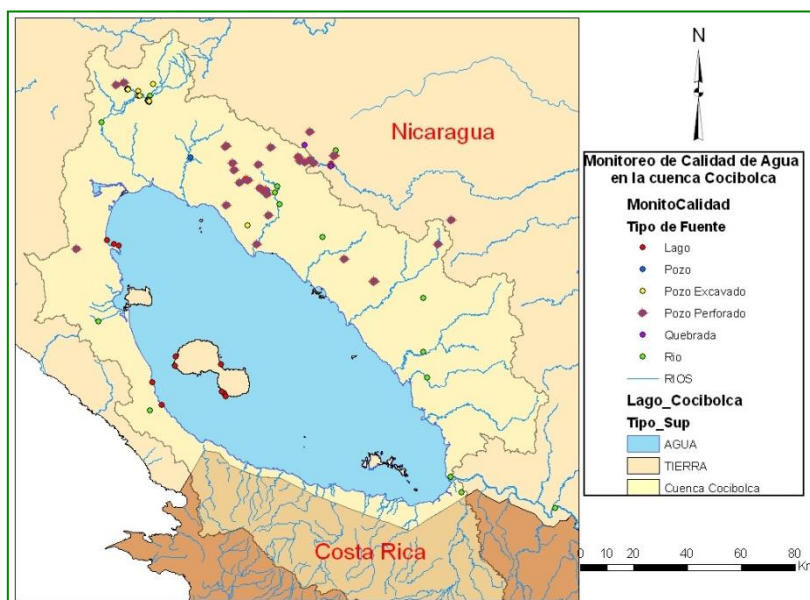 N
Nicaragua
Costa Rica
Monitoreo de Calidad de Agua
en la cuenca Cocibolca
MonitoCalidad
Tipo de Fuente
Lago
Pozo
Pozo Excavado
Pozo Perforado
Quebrada
Rio
RIOS
Lago_Cocibolca
Tipo_Sup
AGUA
TIERRA
Cuenca Cocibolca
0 10 20 40 60 80
Km